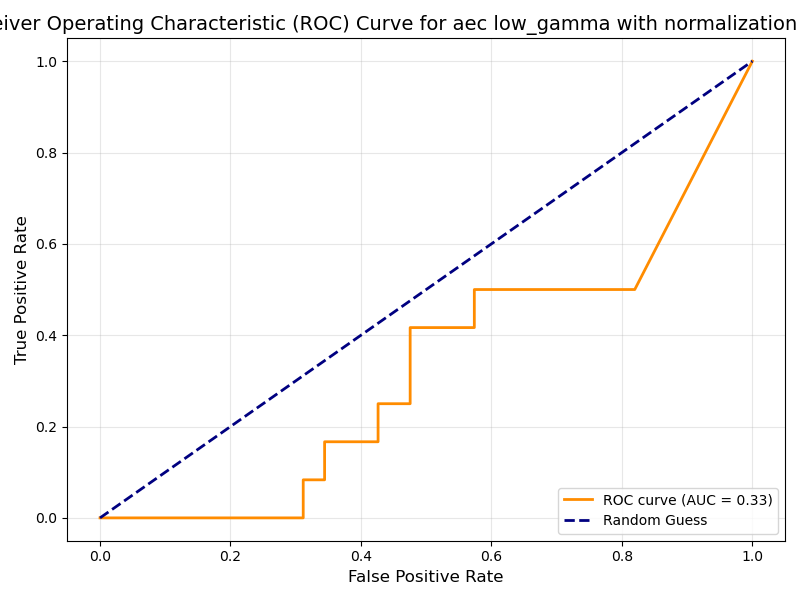 eiver Operating Characteristic (ROC) Curve for aec low_gamma with normalization
True Positive Rate
1.0
0.8
0.6
0.4
0.2
0.0
0.0 0.2 0.4 0.6 0.8 1.0
False Positive Rate
ROC curve (AUC = 0.33)
Random Guess